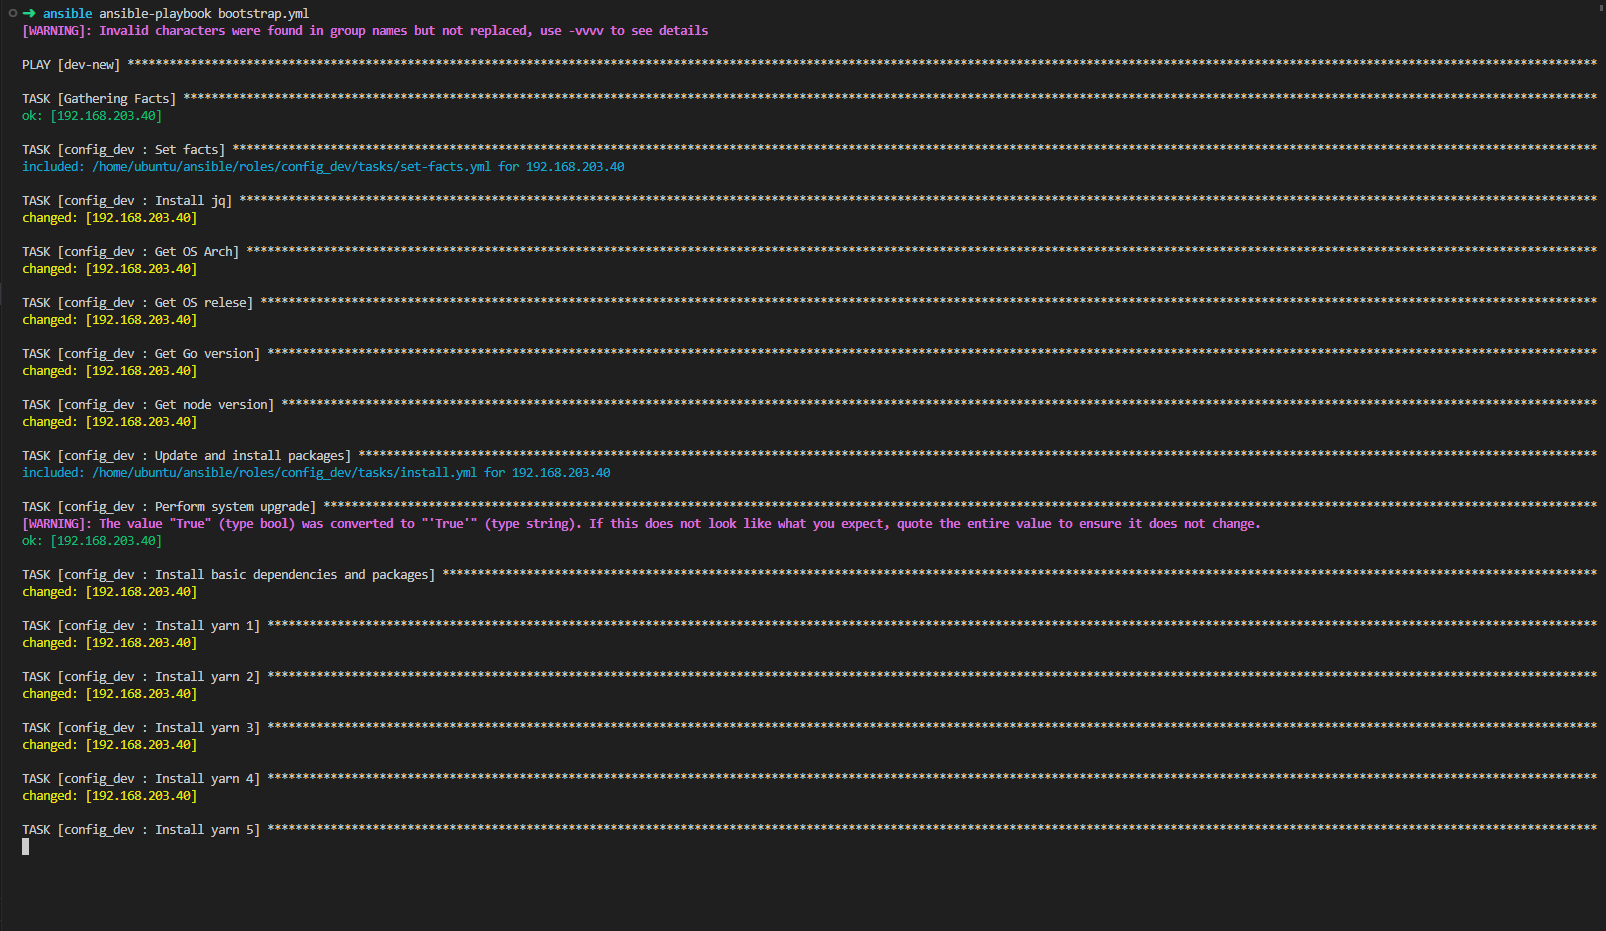 ○ ➜ ansible ansible-playbook bootstrap.yml
[WARNING]: Invalid characters were found in group names but not replaced, use -vvvv to see details
PLAY [dev-new] ****************************************************************
TASK [Gathering Facts] ****************************************************************
ok: [192.168.203.40]
TASK [config_dev : Set facts] ****************************************************************
included: /home/ubuntu/ansible/roles/config_dev/tasks/set-facts.yml for 192.168.203.40
TASK [config_dev : Install jq] ****************************************************************
changed: [192.168.203.40]
TASK [config_dev : Get OS Arch] ****************************************************************
changed: [192.168.203.40]
TASK [config_dev : Get OS relese] ****************************************************************
changed: [192.168.203.40]
TASK [config_dev : Get Go version] ****************************************************************
changed: [192.168.203.40]
TASK [config_dev : Get node version] ****************************************************************
changed: [192.168.203.40]
TASK [config_dev : Update and install packages] ****************************************************************
included: /home/ubuntu/ansible/roles/config_dev/tasks/install.yml for 192.168.203.40
TASK [config_dev : Perform system upgrade] ****************************************************************
[WARNING]: The value "True" (type bool) was converted to "'True'" (type string). If this does not look like what you expect, quote the entire value to ensure it does not change.
ok: [192.168.203.40]
TASK [config_dev : Install basic dependencies and packages] ****************************************************************
changed: [192.168.203.40]
TASK [config_dev : Install yarn 1] ****************************************************************
changed: [192.168.203.40]
TASK [config_dev : Install yarn 2] ****************************************************************
changed: [192.168.203.40]
TASK [config_dev : Install yarn 3] ****************************************************************
changed: [192.168.203.40]
TASK [config_dev : Install yarn 4] ****************************************************************
changed: [192.168.203.40]
TASK [config_dev : Install yarn 5] ****************************************************************